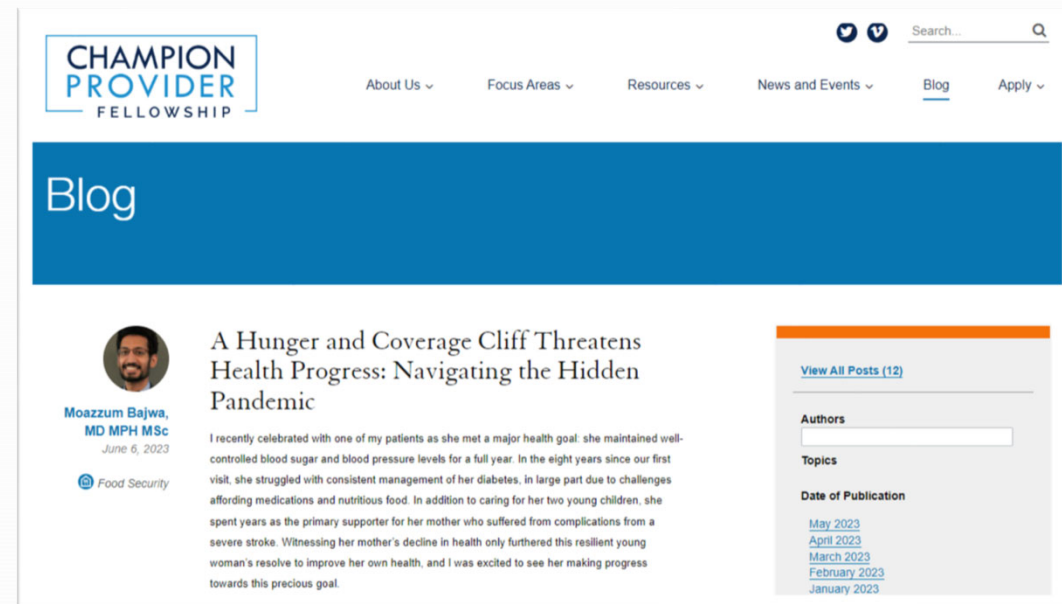 CHAMPION
PROVIDER
FELLOWSHIP
Search...
About Us
Focus Areas
Resources
News and Events
Blog
Apply
Blog
Moazzum Bajwa,
MD MPH MSc
June 6, 2023
Food Security
A Hunger and Coverage Cliff Threatens
Health Progress: Navigating the Hidden
Pandemic
I recently celebrated with one of my patients as she met a major health goal: she maintained well-
controlled blood sugar and blood pressure levels for a full year. In the eight years since our first
visit, she struggled with consistent management of her diabetes, in large part due to challenges
affording medications and nutritious food. In addition to caring for her two young children, she
spent years as the primary supporter for her mother who suffered from complications from a
severe stroke. Witnessing her mother's decline in health only furthered this resilient young
woman's resolve to improve her own health, and I was excited to see her making progress
towards this precious goal.
View All Posts (12)
Authors
Topics
Date of Publication
May 2023
April 2023
March 2023
February 2023
January 2023